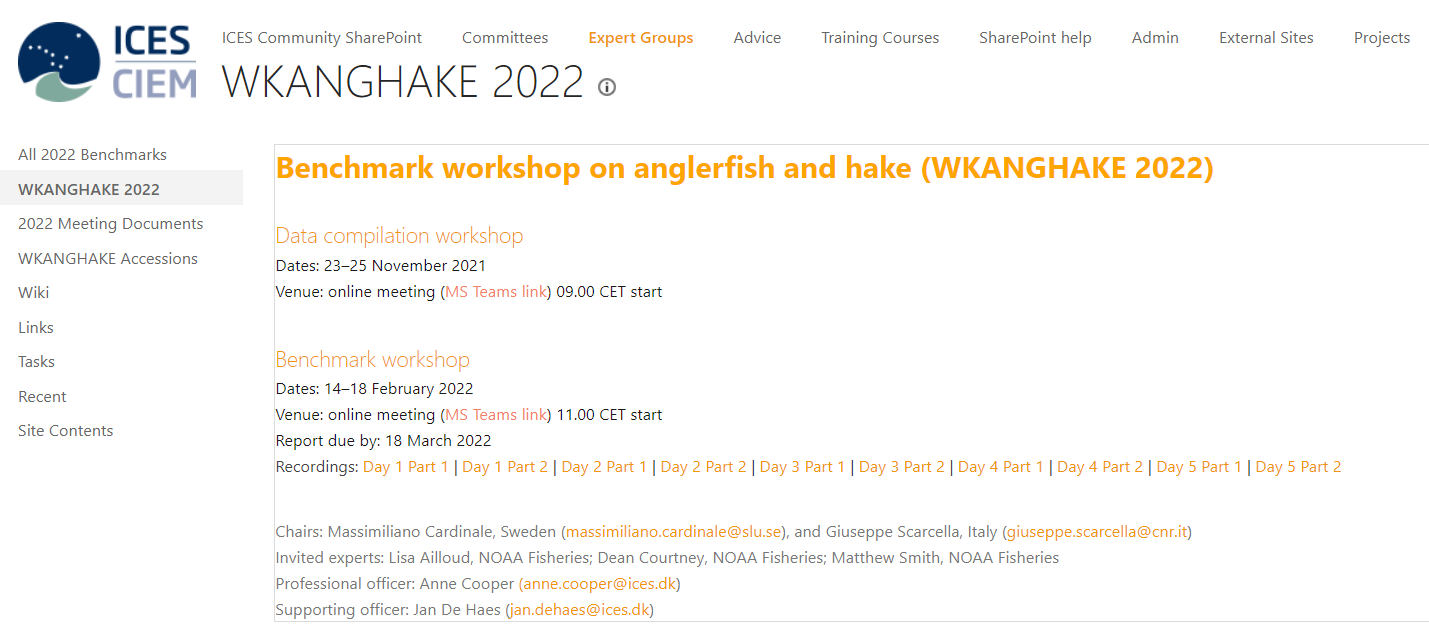 ICES
CIEM
ICES Community SharePoint Committees Expert Groups Advice Training Courses SharePoint help Admin External Sites Projects
WKANGHAKE 2022
All 2022 Benchmarks
WKANGHAKE 2022
2022 Meeting Documents
WKANGHAKE Accessions
Wiki
Links
Tasks
Recent
Site Contents
Benchmark workshop on anglerfish and hake (WKANGHAKE 2022)
Data compilation workshop
Dates: 23–25 November 2021
Venue: online meeting (MS Teams link) 09.00 CET start
Benchmark workshop
Dates: 14–18 February 2022
Venue: online meeting (MS Teams link) 11.00 CET start
Report due by: 18 March 2022
Recordings: Day 1 Part 1 | Day 1 Part 2 | Day 2 Part 1 | Day 2 Part 2 | Day 3 Part 1 | Day 3 Part 2 | Day 4 Part 1 | Day 4 Part 2 | Day 5 Part 1 | Day 5 Part 2
Chairs: Massimiliano Cardinale, Sweden (massimiliano.cardinale@slu.se), and Giuseppe Scarcella, Italy (giuseppe.scarcella@cnr.it)
Invited experts: Lisa Ailloud, NOAA Fisheries; Dean Courtney, NOAA Fisheries; Matthew Smith, NOAA Fisheries
Professional officer: Anne Cooper (anne.cooper@ices.dk)
Supporting officer: Jan De Haes (jan.dehaes@ices.dk)